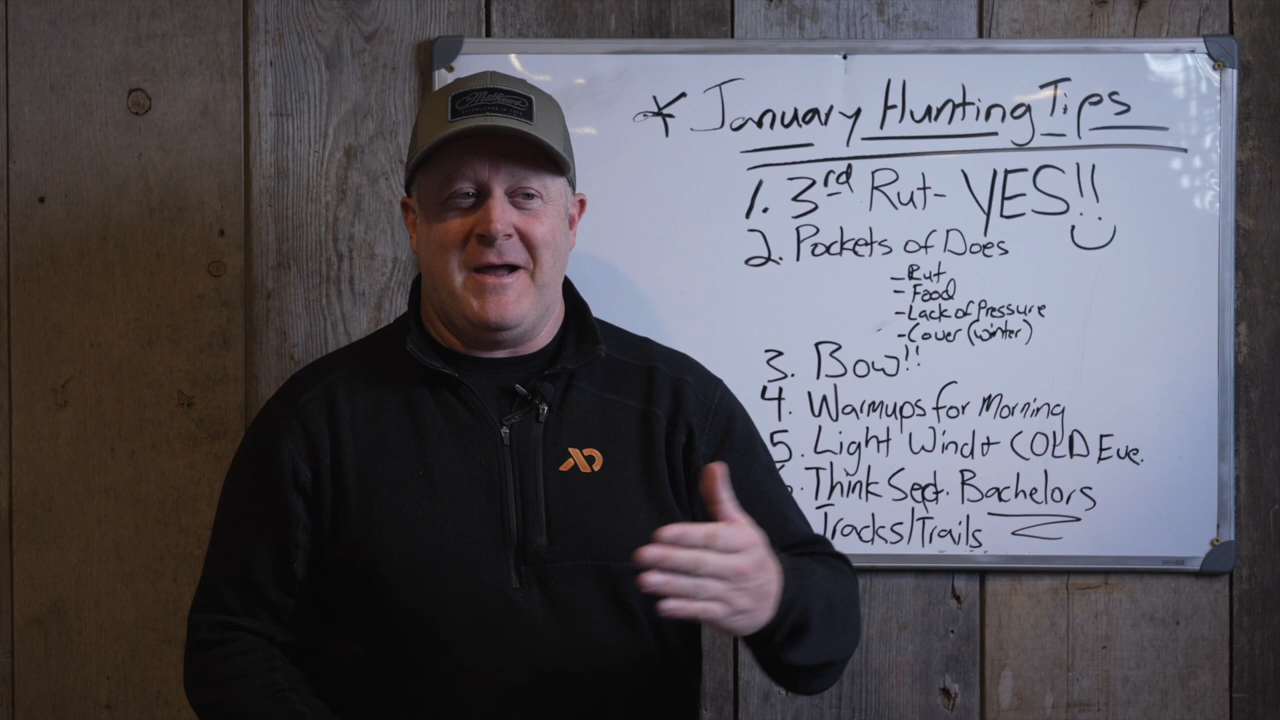 * January Hunting Tips
1. 3rd Rut- YES!!
2. Pockets of Does
- Rut
- Food
- Lack of Pressure
- Cover (winter)
3. Bow!!
4. Warmups for Morning
5. Light Wind + COLD Eve.
. Think Sept. Bachelors
Tracks/Trails